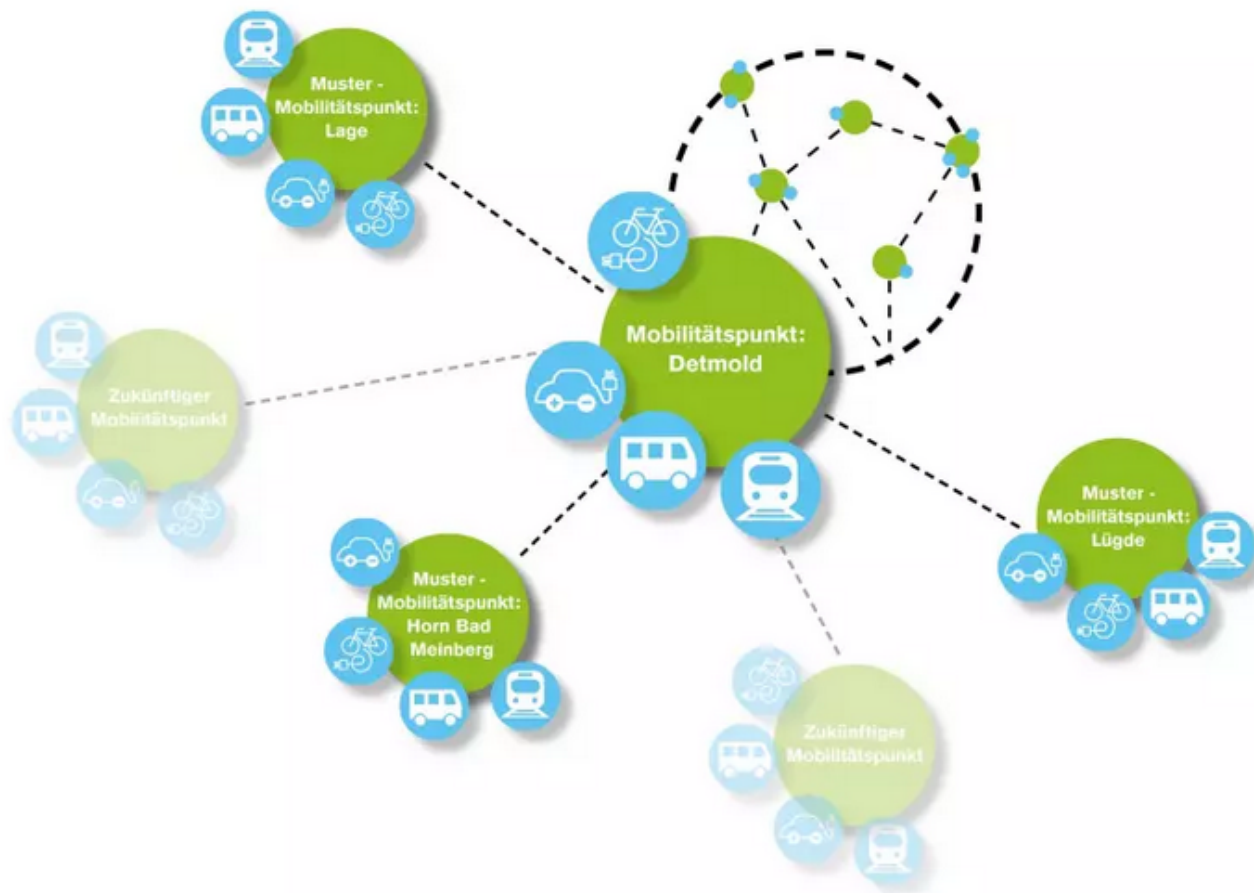 Muster -
Mobilitätspunkt:
Lage
Mobilitätspunkt:
Detmold
Zukünftiger
Mobilitätspunkt
Muster -
Mobilitätspunkt:
Lügde
Muster -
Mobilitätspunkt:
Horn Bad
Meinberg
Zukünftiger
Mobilitätspunkt